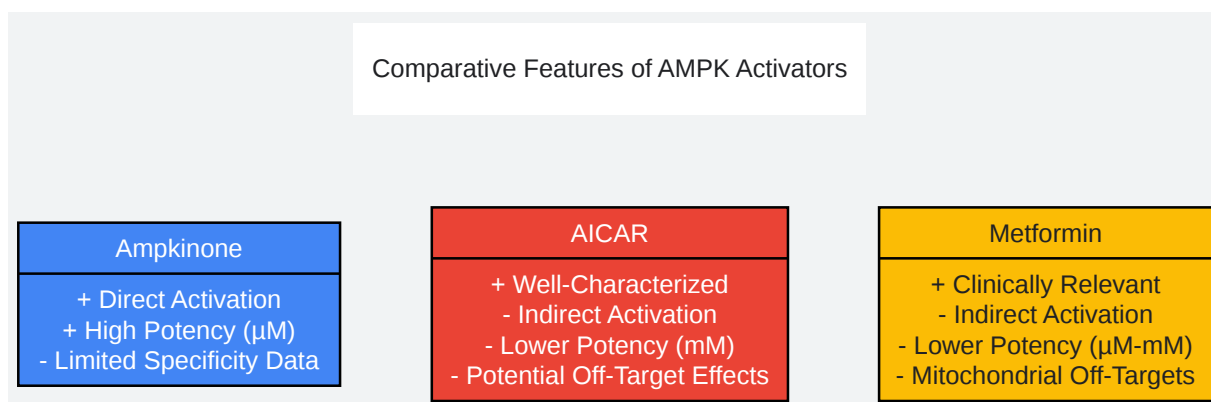 Comparative Features of AMPK Activators
Ampkinone
+ Direct Activation
+ High Potency (µM)
- Limited Specificity Data
AICAR
+ Well-Characterized
- Indirect Activation
- Lower Potency (mM)
- Potential Off-Target Effects
Metformin
+ Clinically Relevant
- Indirect Activation
- Lower Potency (µM-mM)
- Mitochondrial Off-Targets